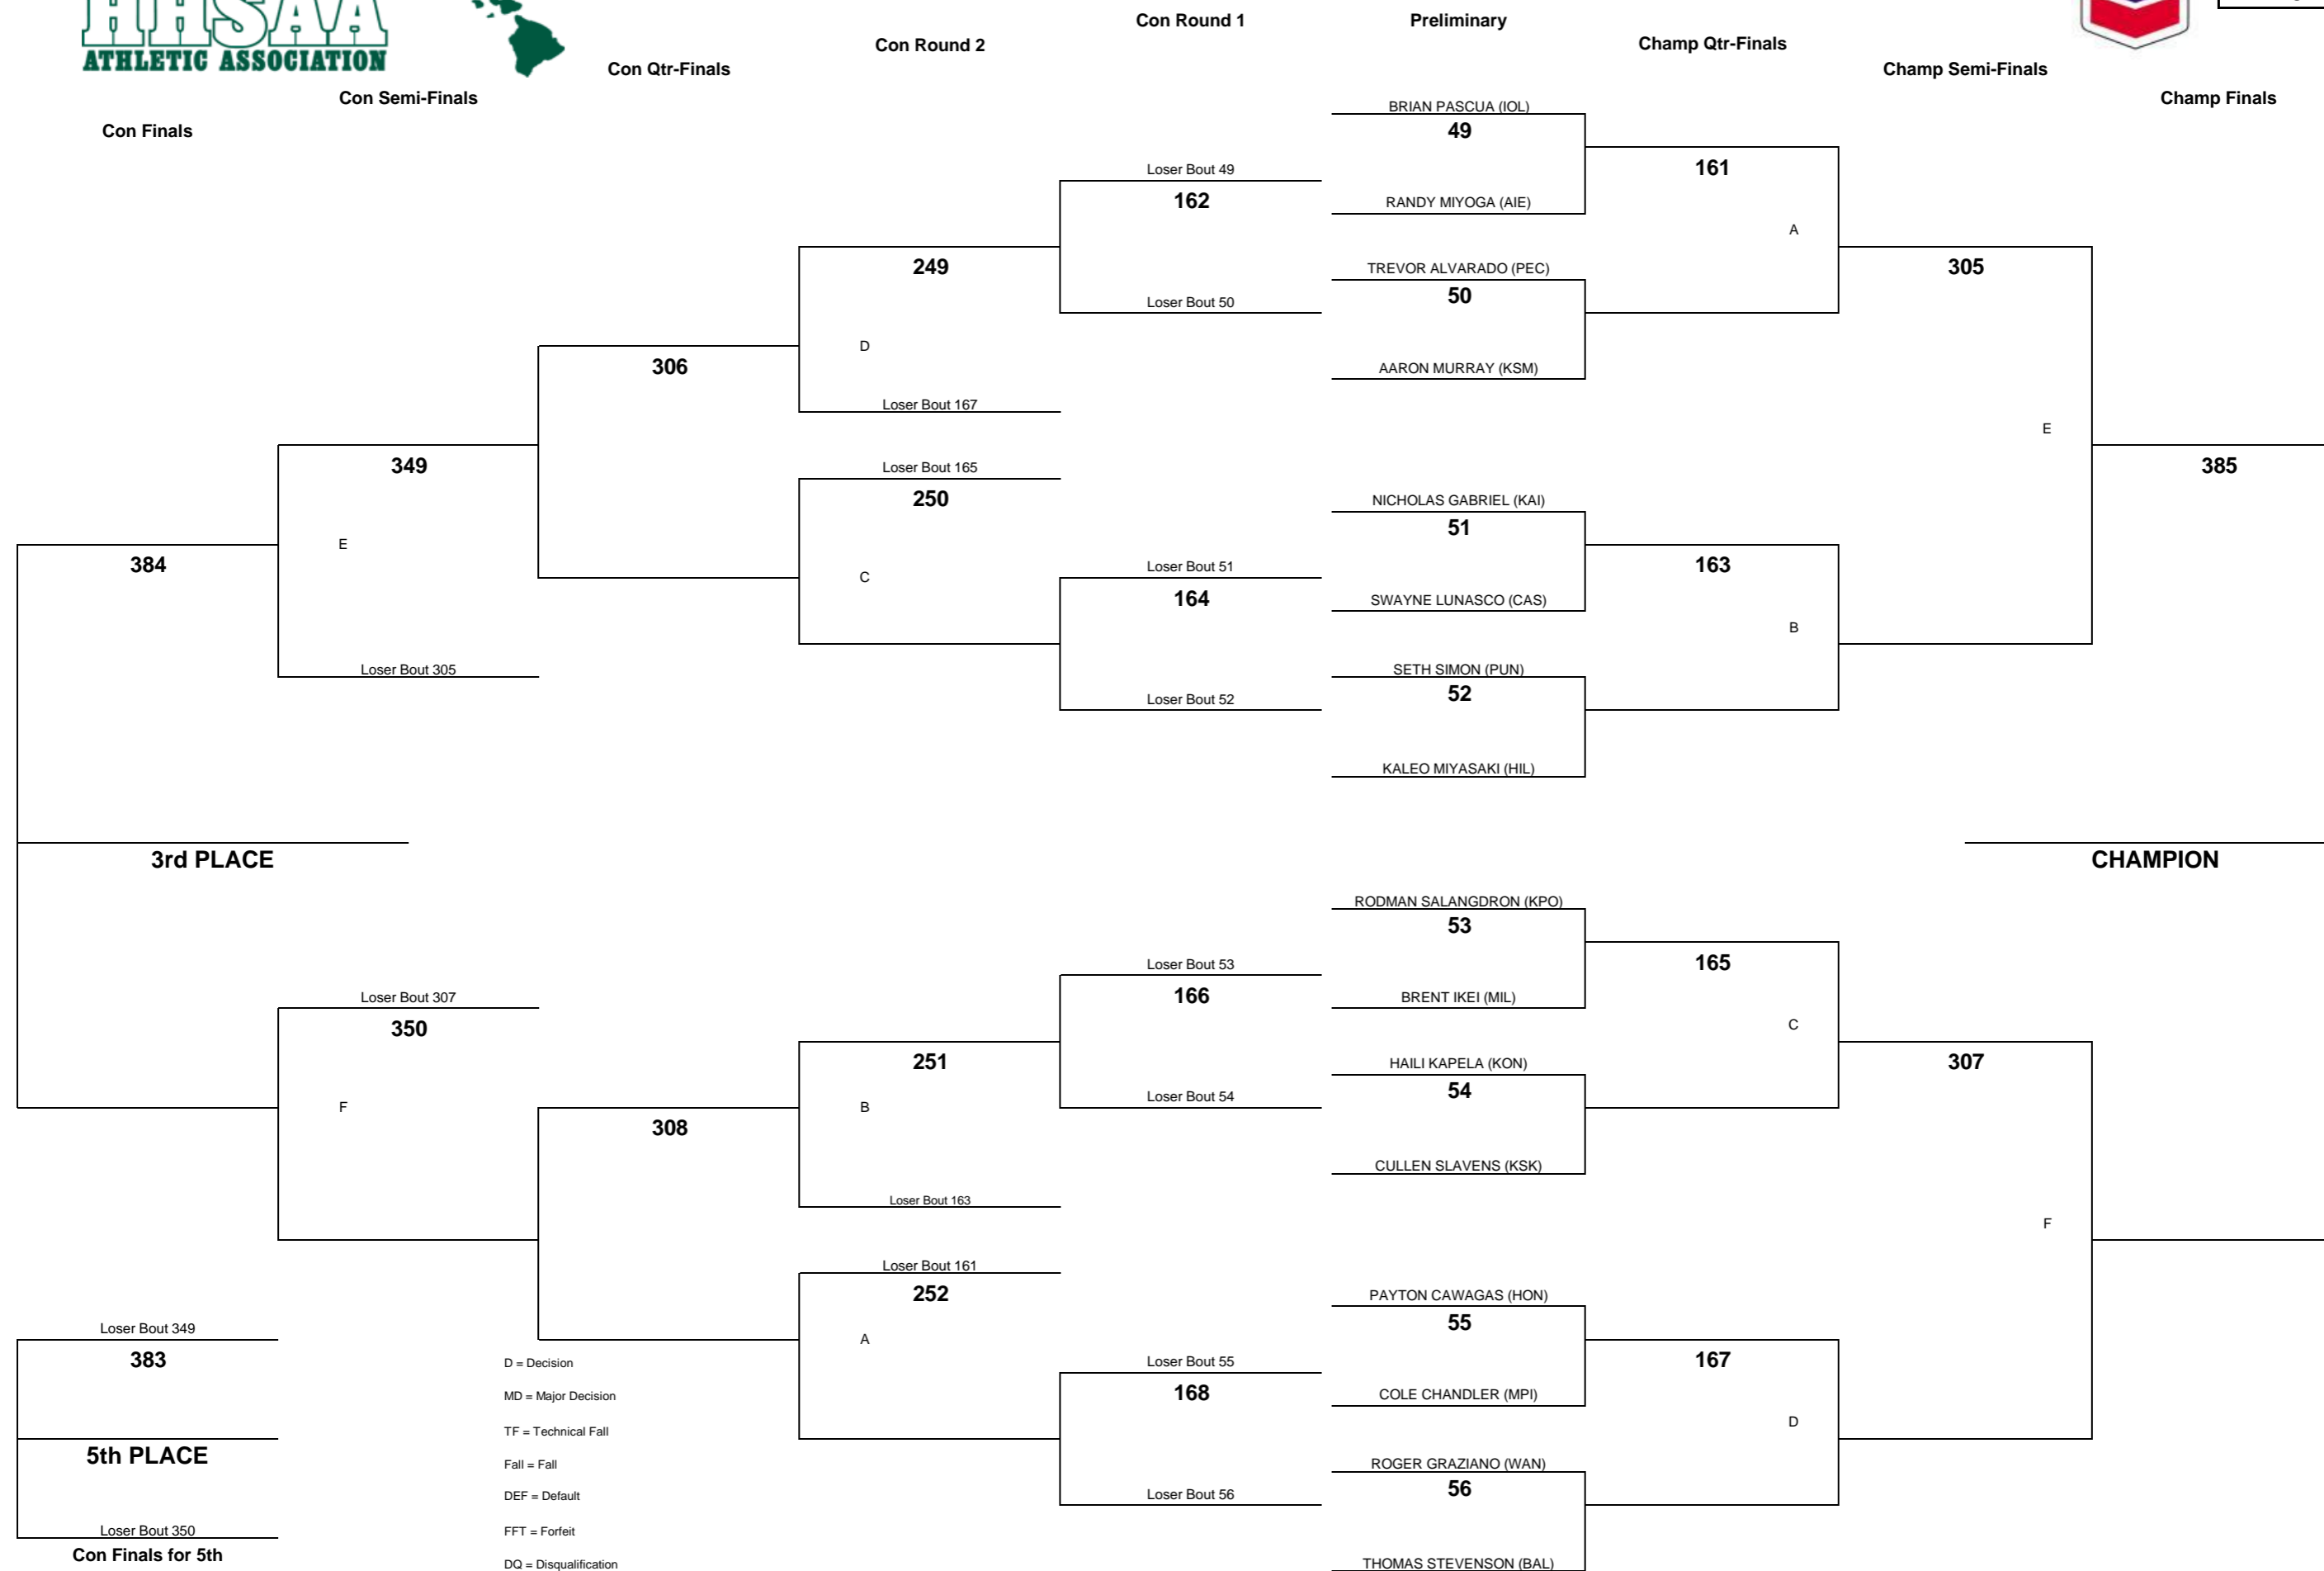 HHSAA
ATHLETIC ASSOCIATION
Con Round 1
Preliminary
Con Round 2
Champ Qtr-Finals
Con Qtr-Finals
Champ Semi-Finals
Con Semi-Finals
Champ Finals
Con Finals
BRIAN PASCUA (IOL)
49
Loser Bout 49
161
162
RANDY MIYOGA (AIE)
A
249
TREVOR ALVARADO (PEC)
305
50
Loser Bout 50
D
306
AARON MURRAY (KSM)
Loser Bout 167
E
349
Loser Bout 165
385
250
NICHOLAS GABRIEL (KAI)
51
E
384
Loser Bout 51
163
C
164
SWAYNE LUNASCO (CAS)
B
Loser Bout 305
SETH SIMON (PUN)
52
Loser Bout 52
KALEO MIYASAKI (HIL)
3rd PLACE
CHAMPION
RODMAN SALANGDRON (KPO)
53
Loser Bout 53
165
Loser Bout 307
166
BRENT IKEI (MIL)
350
C
251
HAILI KAPELA (KON)
307
54
Loser Bout 54
F
B
308
CULLEN SLAVENS (KSK)
Loser Bout 163
F
Loser Bout 161
252
PAYTON CAWAGAS (HON)
55
Loser Bout 349
A
383
D = Decision
Loser Bout 55
167
MD = Major Decision
168
COLE CHANDLER (MPI)
D
TF = Technical Fall
5th PLACE
Fall = Fall
ROGER GRAZIANO (WAN)
56
DEF = Default
Loser Bout 56
Loser Bout 350
FFT = Forfeit
Con Finals for 5th
DQ = Disqualification
THOMAS STEVENSON (BAL)